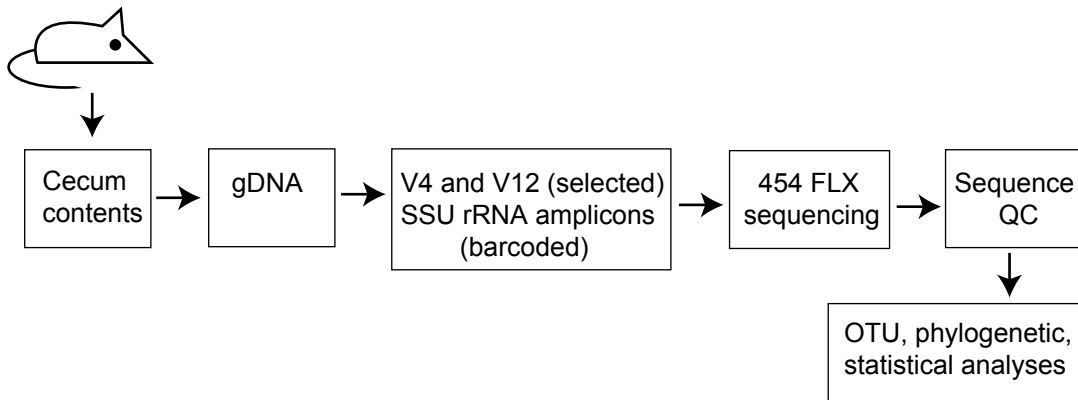 Cecum
contents
gDNA
V4 and V12 (selected)
SSU rRNA amplicons
(barcoded)
454 FLX
sequencing
Sequence
QC
OTU, phylogenetic,
statistical analyses